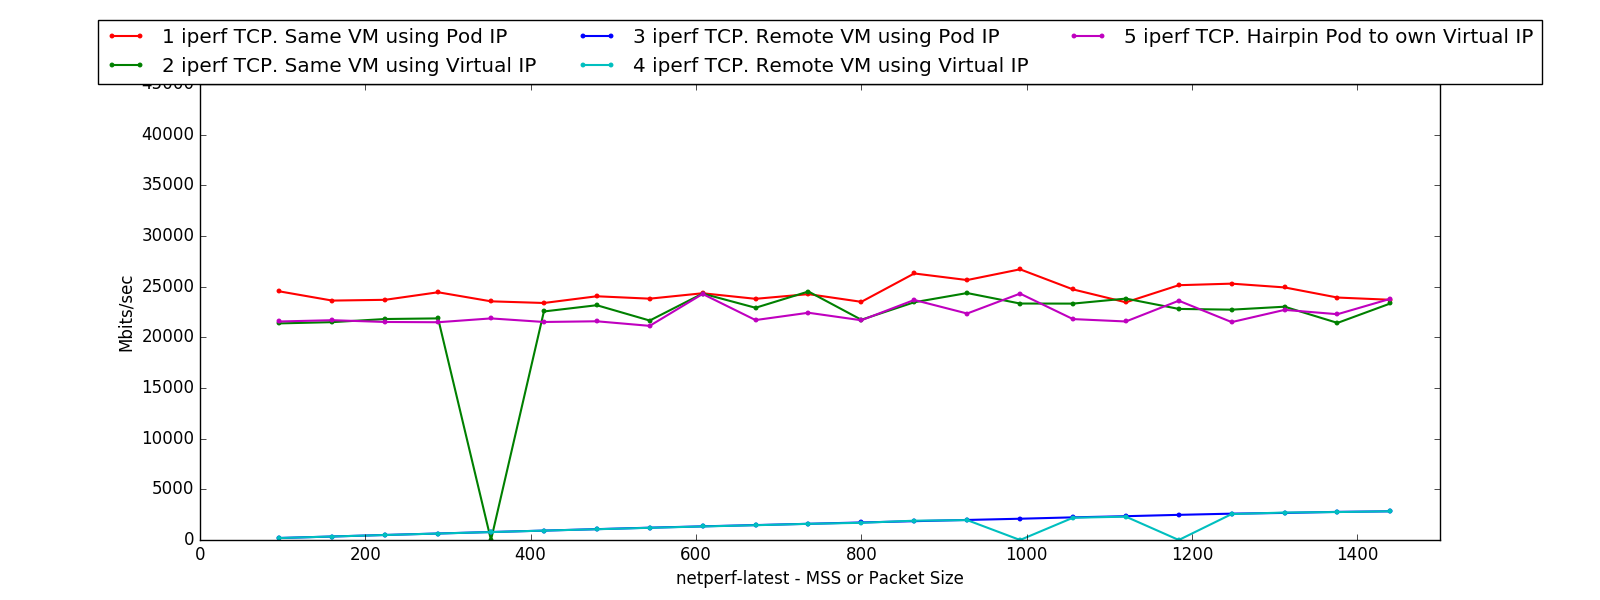 1 iperf TCP. Same VM using Pod IP
3 iperf TCP. Remote VM using Pod IP
5 iperf TCP. Hairpin Pod to own Virtual IP
2 iperf TCP. Same VM using Virtual IP
4 iperf TCP. Remote VM using Virtual IP
45000
40000
35000
30000
25000
20000
15000
10000
5000
0
Mbits/sec
0 200 400 600 800 1000 1200 1400
netperf-latest - MSS or Packet Size